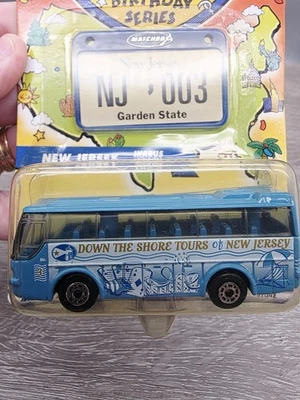 BIRTHDAY
SERIES
MATCHBOX
New Jersey
NJ 003
Garden State
NEW JERSEY
DOWN THE SHORE TOURS of NEW JERSEY